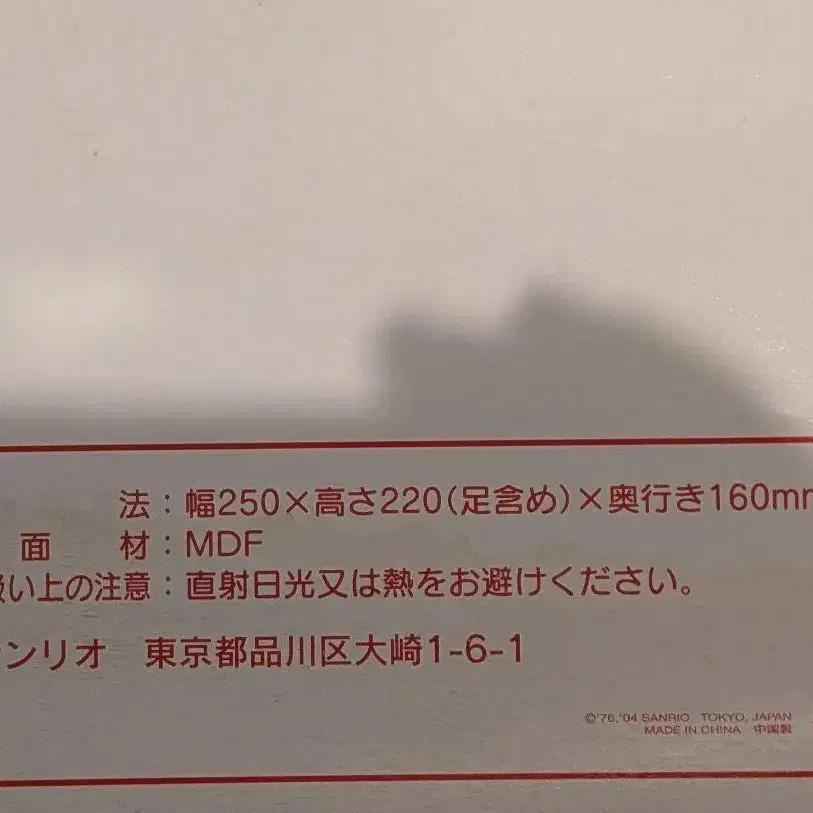 法：幅250×高さ220（足含め）×奥行き160mm
面　材：MDF
扱い上の注意：直射日光又は熱をお避けください。
ンリオ　東京都品川区大崎1-6-1
©'76,'04 SANRIO TOKYO, JAPAN
MADE IN CHINA 中国製